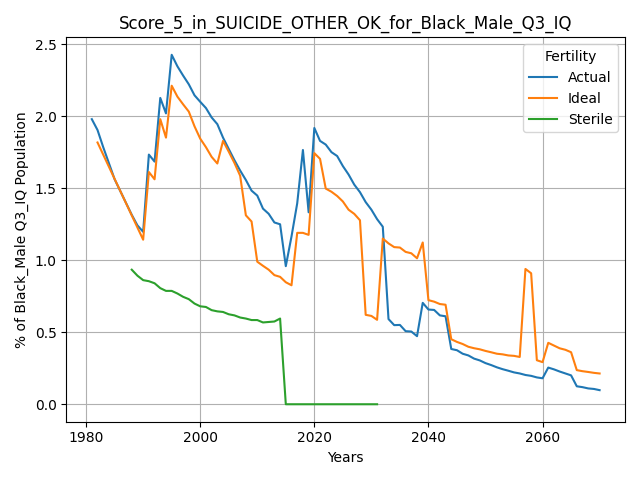 Score_5_in_SUICIDE_OTHER_OK_for_Black_Male_Q3_IQ
% of Black_Male Q3_IQ Population
2.5
2.0
1.5
1.0
0.5
0.0
Fertility
Actual
Ideal
Sterile
1980
2000
2020
2040
2060
Years